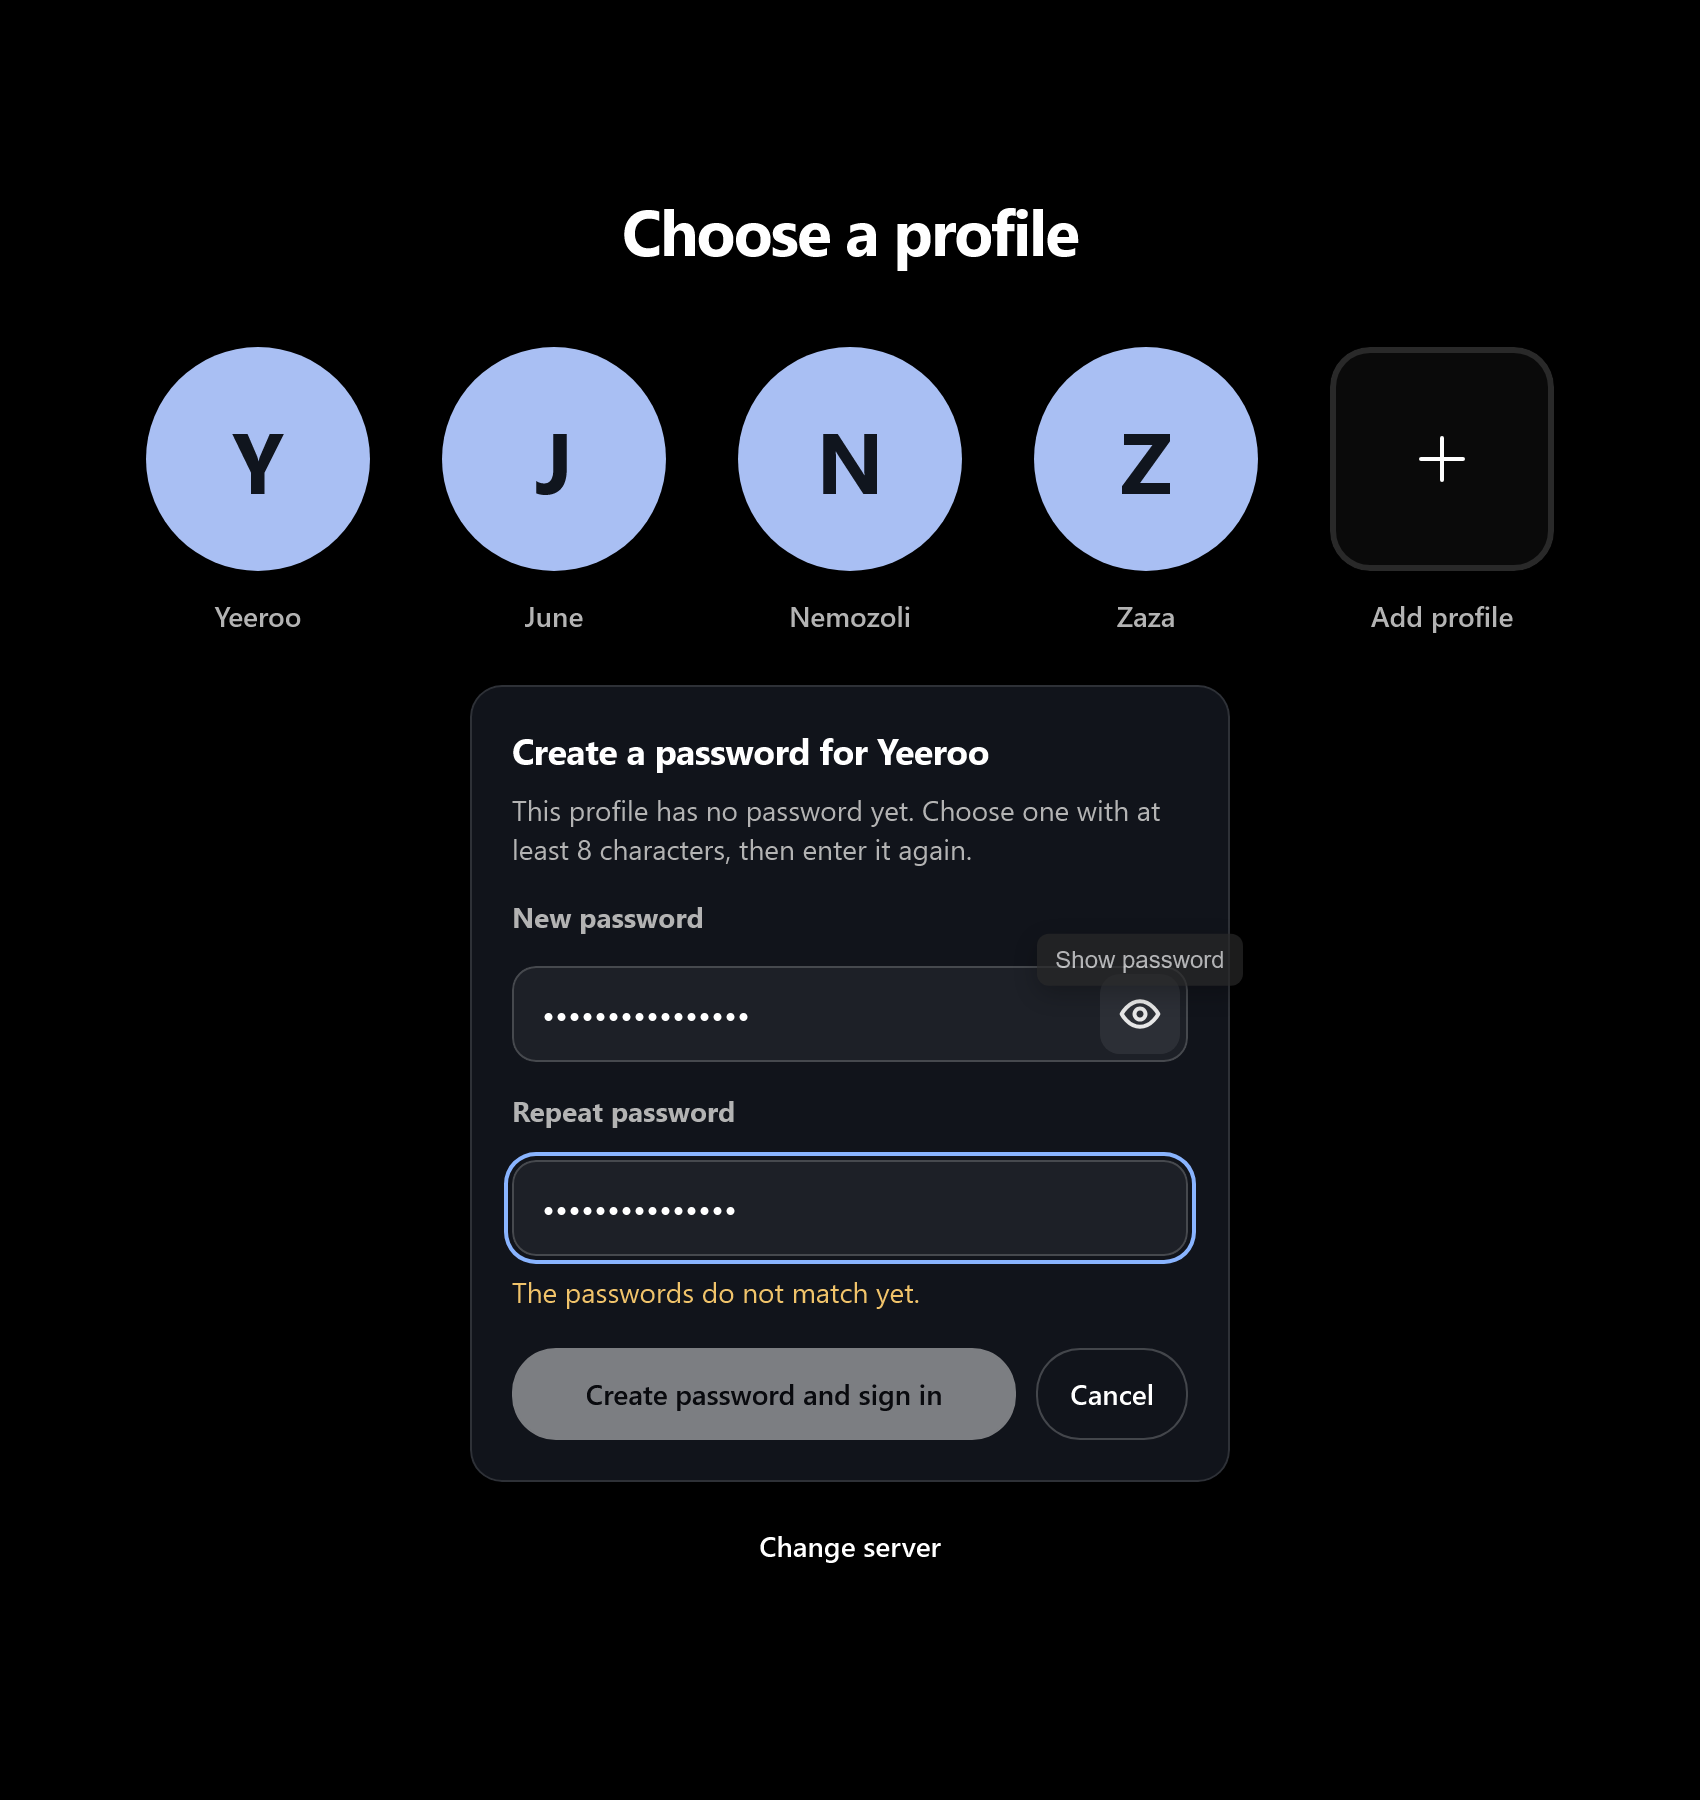 Choose a profile
Y
J
N
Z
Yeeroo
June
Nemozoli
Zaza
Add profile
Create a password for Yeeroo
This profile has no password yet. Choose one with at
least 8 characters, then enter it again.
New password
Show password
••••••••••••••••
Repeat password
•••••••••••••••
The passwords do not match yet.
Create password and sign in
Cancel
Change server